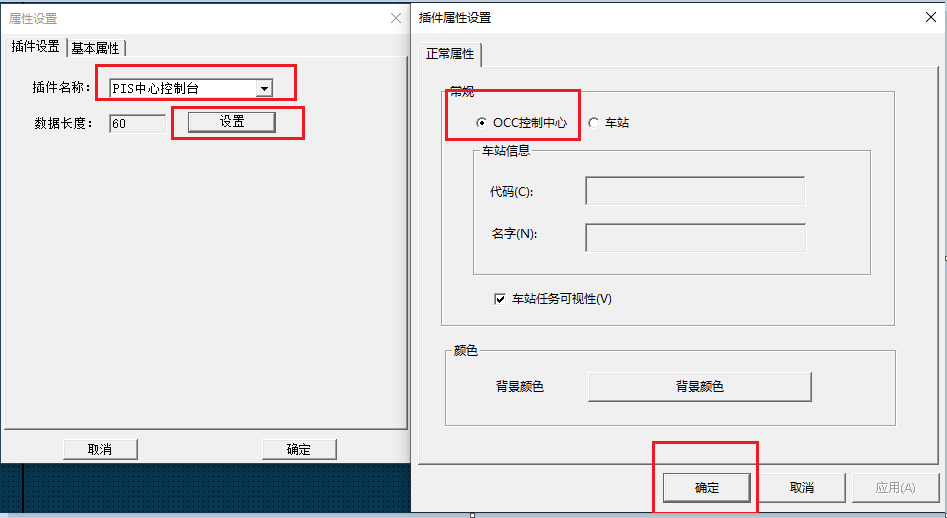 属性设置
插件设置 基本属性
插件名称: PIS中心控制台
数据长度: 60 设置
取消 确定
插件属性设置
正常属性
常规
OCC控制中心 车站
车站信息
代码(C):
名字(N):
车站任务可视性(V)
颜色
背景颜色 背景颜色
确定 取消 应用(A)